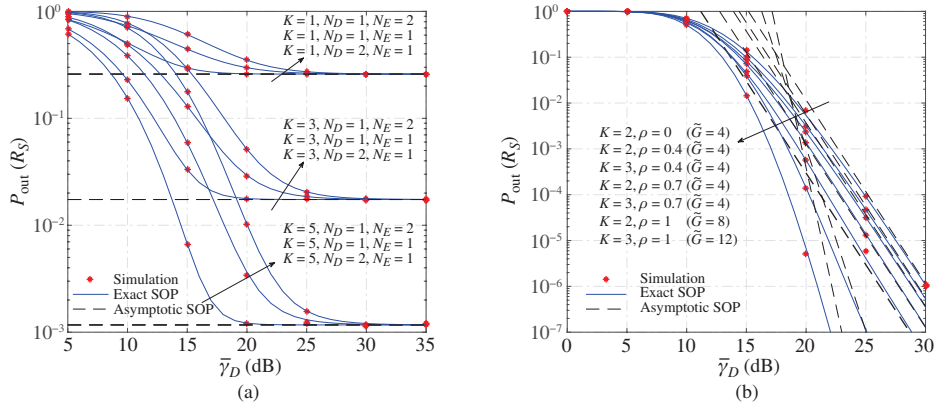 10^0
10^-1
10^-2
10^-3
P_out (R_S)
5
10
15
20
25
30
35
γ̄_D (dB)
K = 1, N_D = 1, N_E = 2
K = 1, N_D = 1, N_E = 1
K = 1, N_D = 2, N_E = 1
K = 3, N_D = 1, N_E = 2
K = 3, N_D = 1, N_E = 1
K = 3, N_D = 2, N_E = 1
K = 5, N_D = 1, N_E = 2
K = 5, N_D = 1, N_E = 1
K = 5, N_D = 2, N_E = 1
Simulation
Exact SOP
Asymptotic SOP
(a)
10^0
10^-1
10^-2
10^-3
10^-4
10^-5
10^-6
10^-7
P_out (R_S)
0
5
10
15
20
25
30
γ̄_D (dB)
K = 2, ρ = 0 (G̃ = 4)
K = 2, ρ = 0.4 (G̃ = 4)
K = 3, ρ = 0.4 (G̃ = 4)
K = 2, ρ = 0.7 (G̃ = 4)
K = 3, ρ = 0.7 (G̃ = 4)
K = 2, ρ = 1 (G̃ = 8)
K = 3, ρ = 1 (G̃ = 12)
Simulation
Exact SOP
Asymptotic SOP
(b)